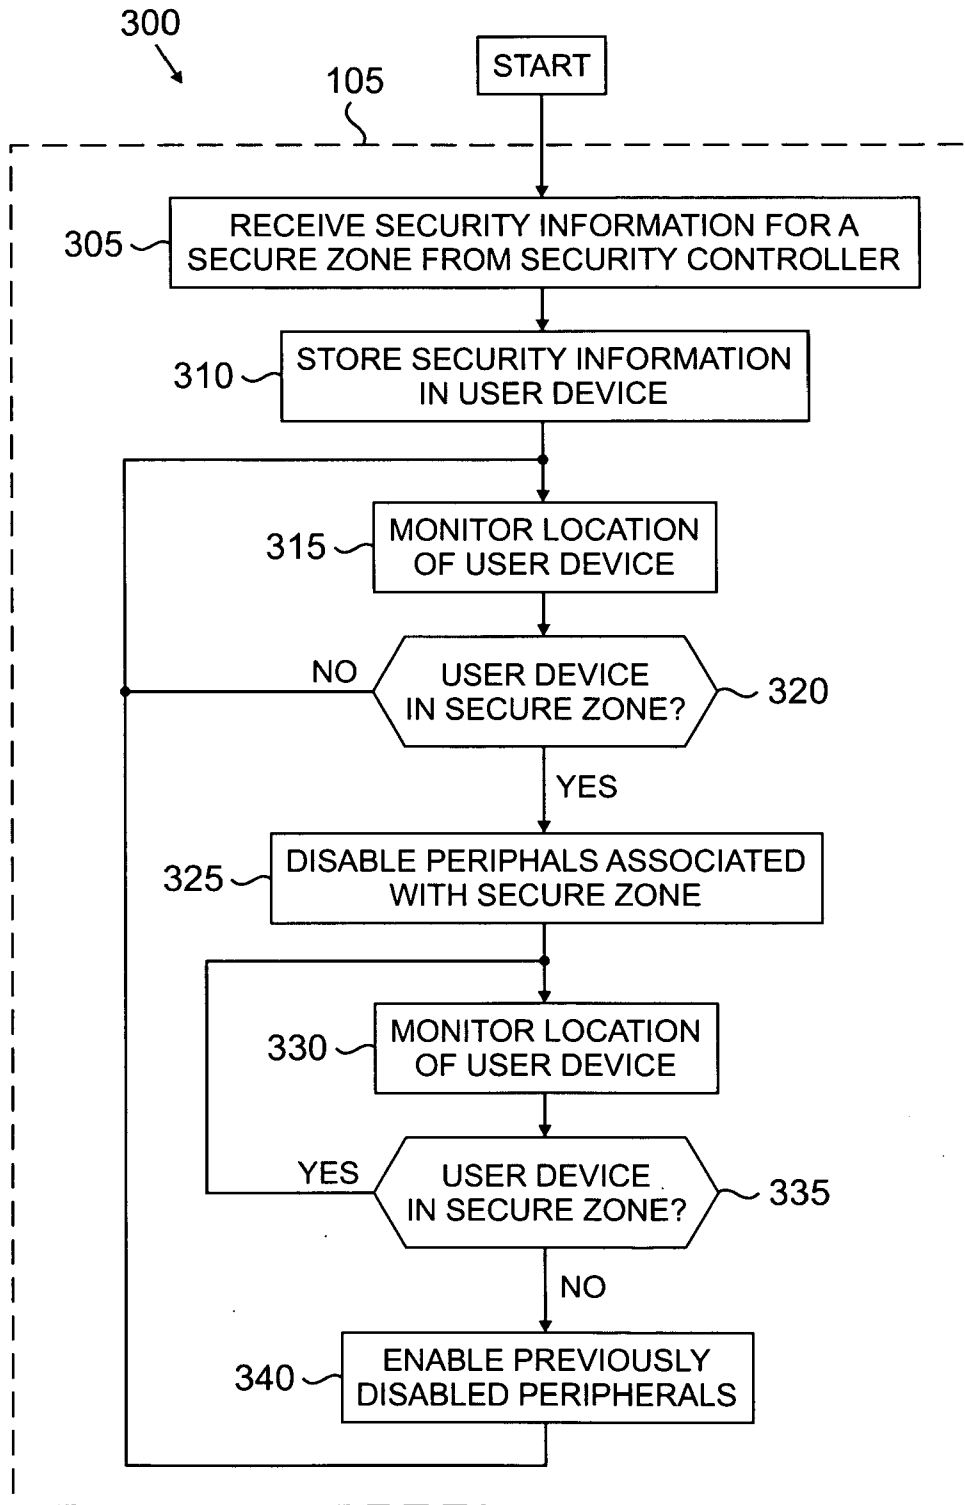 300
START
105
305
RECEIVE SECURITY INFORMATION FOR A
SECURE ZONE FROM SECURITY CONTROLLER
310
STORE SECURITY INFORMATION
IN USER DEVICE
315
MONITOR LOCATION
OF USER DEVICE
NO
USER DEVICE
IN SECURE ZONE?
320
YES
325
DISABLE PERIPHALS ASSOCIATED
WITH SECURE ZONE
330
MONITOR LOCATION
OF USER DEVICE
YES
USER DEVICE
IN SECURE ZONE?
335
NO
340
ENABLE PREVIOUSLY
DISABLED PERIPHERALS